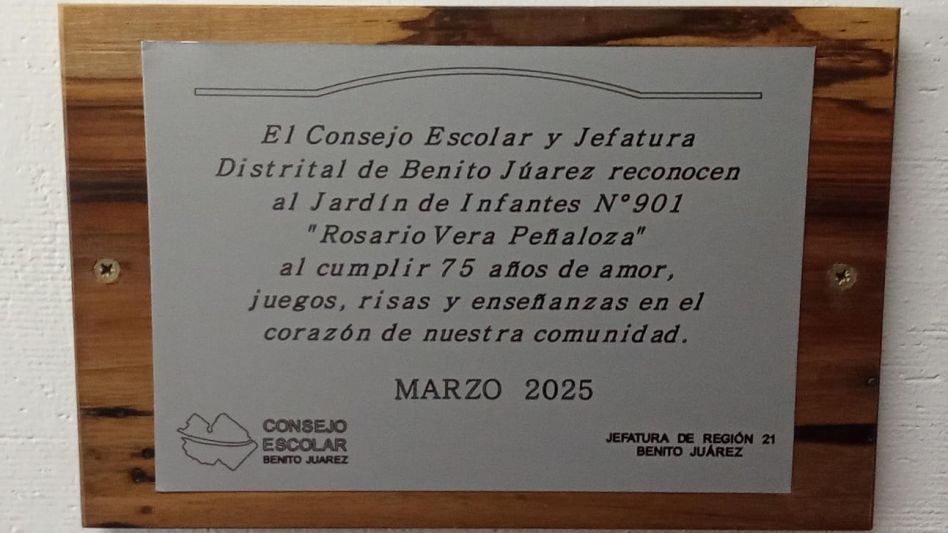 El Consejo Escolar y Jefatura
Distrital de Benito Júarez reconocen
al Jardín de Infantes N°901
"Rosario Vera Peñaloza"
al cumplir 75 años de amor,
juegos, risas y enseñanzas en el
corazón de nuestra comunidad.
MARZO 2025
CONSEJO
ESCOLAR
BENITO JUAREZ
JEFATURA DE REGIÓN 21
BENITO JUÁREZ